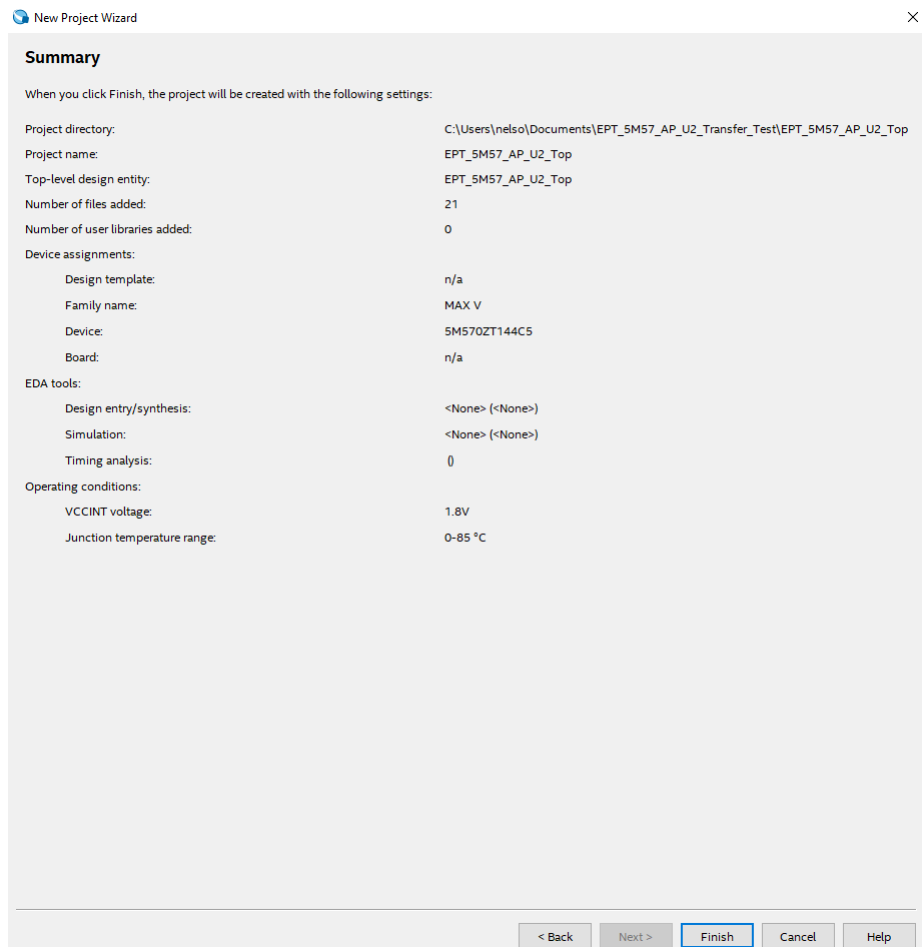 New Project Wizard
Summary
When you click Finish, the project will be created with the following settings:
Project directory: C:\Users\nelso\Documents\EPT_5M57_AP_U2_Transfer_Test\EPT_5M57_AP_U2_Top
Project name: EPT_5M57_AP_U2_Top
Top-level design entity: EPT_5M57_AP_U2_Top
Number of files added: 21
Number of user libraries added: 0
Device assignments:
Design template: n/a
Family name: MAX V
Device: 5M570ZT144C5
Board: n/a
EDA tools:
Design entry/synthesis: <None> (<None>)
Simulation: <None> (<None>)
Timing analysis: ()
Operating conditions:
VCCINT voltage: 1.8V
Junction temperature range: 0-85 °C
< Back Next > Finish Cancel Help